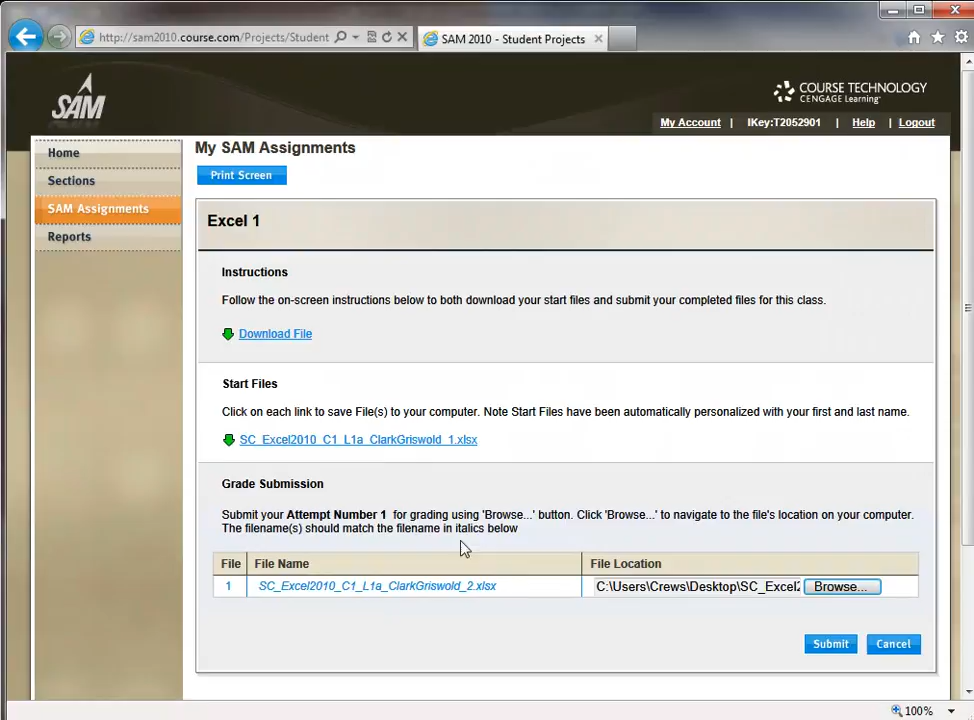 http://sam2010.course.com/Projects/Student
SAM 2010 - Student Projects
SAM
COURSE TECHNOLOGY
CENGAGE Learning™
My Account | IKey:T2052901 | Help | Logout
Home
Sections
SAM Assignments
Reports
My SAM Assignments
Print Screen
Excel 1
Instructions
Follow the on-screen instructions below to both download your start files and submit your completed files for this class.
Download File
Start Files
Click on each link to save File(s) to your computer. Note Start Files have been automatically personalized with your first and last name.
SC_Excel2010_C1_L1a_ClarkGriswold_1.xlsx
Grade Submission
Submit your Attempt Number 1 for grading using 'Browse...' button. Click 'Browse...' to navigate to the file's location on your computer.
The filename(s) should match the filename in italics below
File File Name File Location
1 SC_Excel2010_C1_L1a_ClarkGriswold_2.xlsx C:\Users\Crews\Desktop\SC_Excel2 Browse...
Submit Cancel
100%